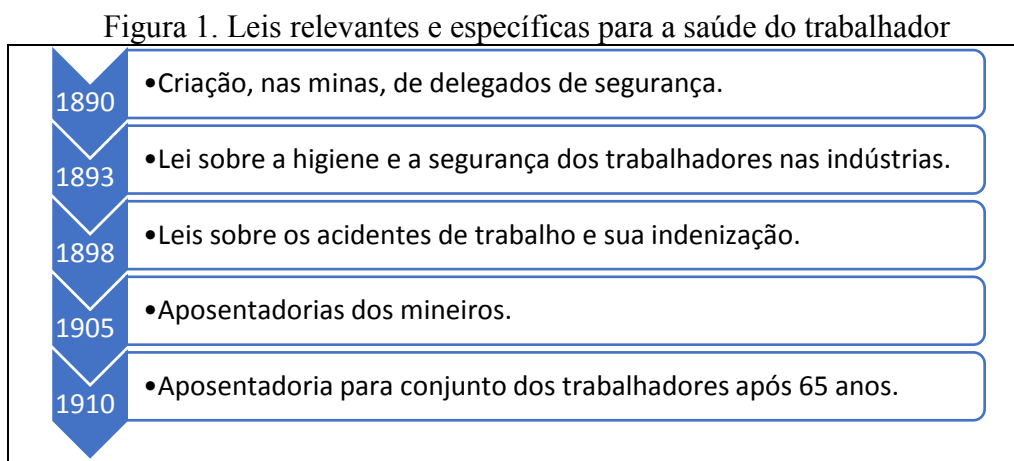 Figura 1. Leis relevantes e específicas para a saúde do trabalhador
1890
•Criação, nas minas, de delegados de segurança.
1893
•Lei sobre a higiene e a segurança dos trabalhadores nas indústrias.
1898
•Leis sobre os acidentes de trabalho e sua indenização.
1905
•Aposentadorias dos mineiros.
1910
•Aposentadoria para conjunto dos trabalhadores após 65 anos.